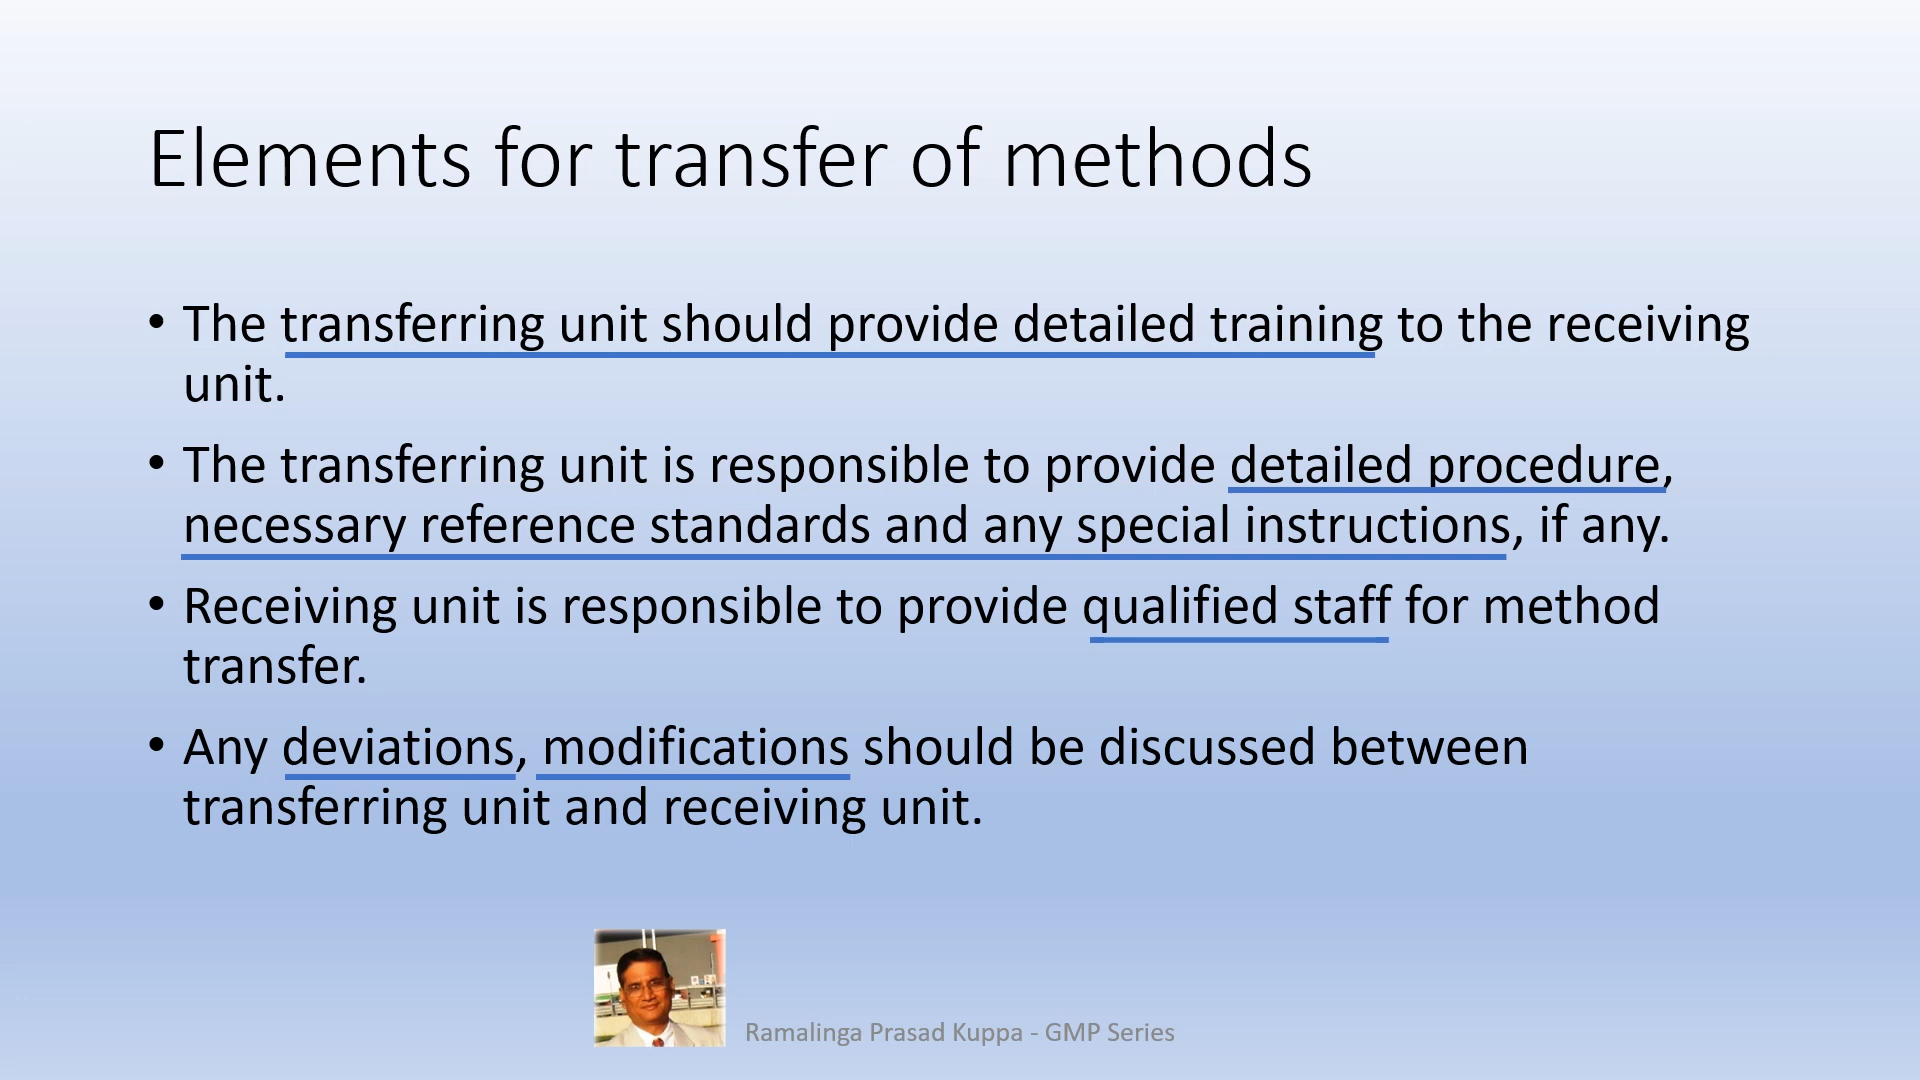 Elements for transfer of methods
• The transferring unit should provide detailed training to the receiving
unit.
• The transferring unit is responsible to provide detailed procedure,
necessary reference standards and any special instructions, if any.
• Receiving unit is responsible to provide qualified staff for method
transfer.
• Any deviations, modifications should be discussed between
transferring unit and receiving unit.
Ramalinga Prasad Kuppa - GMP Series